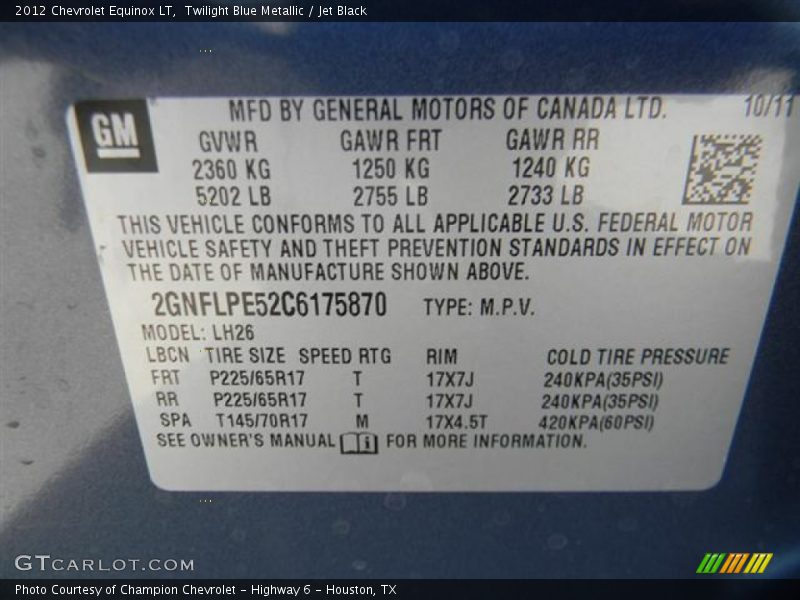 2012 Chevrolet Equinox LT, Twilight Blue Metallic / Jet Black
GM
MFD BY GENERAL MOTORS OF CANADA LTD. 10/11
GVWR GAWR FRT GAWR RR
2360 KG 1250 KG 1240 KG
5202 LB 2755 LB 2733 LB
THIS VEHICLE CONFORMS TO ALL APPLICABLE U.S. FEDERAL MOTOR
VEHICLE SAFETY AND THEFT PREVENTION STANDARDS IN EFFECT ON
THE DATE OF MANUFACTURE SHOWN ABOVE.
2GNFLPE52C6175870 TYPE: M.P.V.
MODEL: LH26
LBCN TIRE SIZE SPEED RTG RIM COLD TIRE PRESSURE
FRT P225/65R17 T 17X7J 240KPA(35PSI)
RR P225/65R17 T 17X7J 240KPA(35PSI)
SPA T145/70R17 M 17X4.5T 420KPA(60PSI)
SEE OWNER'S MANUAL i FOR MORE INFORMATION.
GTCARLOT.COM
Photo Courtesy of Champion Chevrolet - Highway 6 - Houston, TX